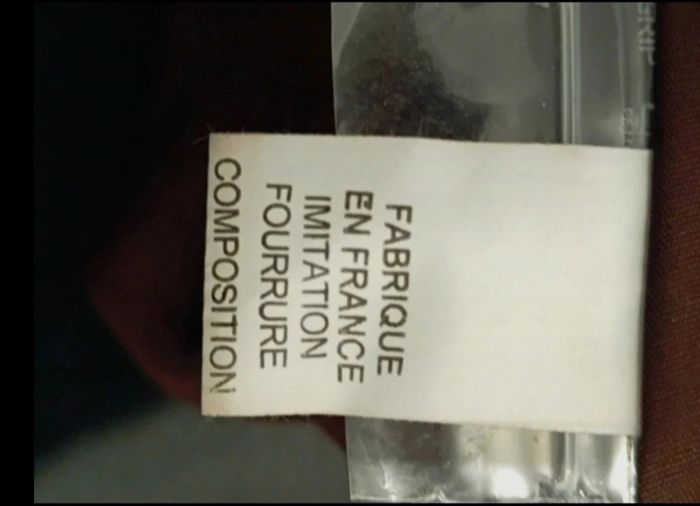 FABRIQUE
EN FRANCE
IMITATION
FOURRURE
COMPOSITION